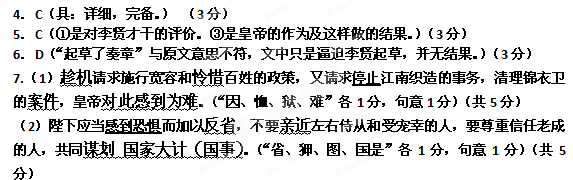 4. C（具：详细，完备。）（3分）
5. C（①是对李贤才干的评价。③是皇帝的作为及这样做的结果。）（3分）
6. D（“起草了奏章”与原文意思不符，文中只是逼迫李贤起草，并无结果。）（3分）
7.（1）趁机请求施行宽容和怜惜百姓的政策，又请求停止江南织造的事务，清理锦衣卫
的案件，皇帝对此感到为难。（“因、恤、狱、难”各 1 分，句意 1 分）（共 5 分）
（2）陛下应当感到恐惧而加以反省，不要亲近左右侍从和受宠幸的人，要尊重信任老成
的人，共同谋划 国家大计（国事）。（“省、狎、图、国是”各 1 分，句意 1 分）（共 5
分）